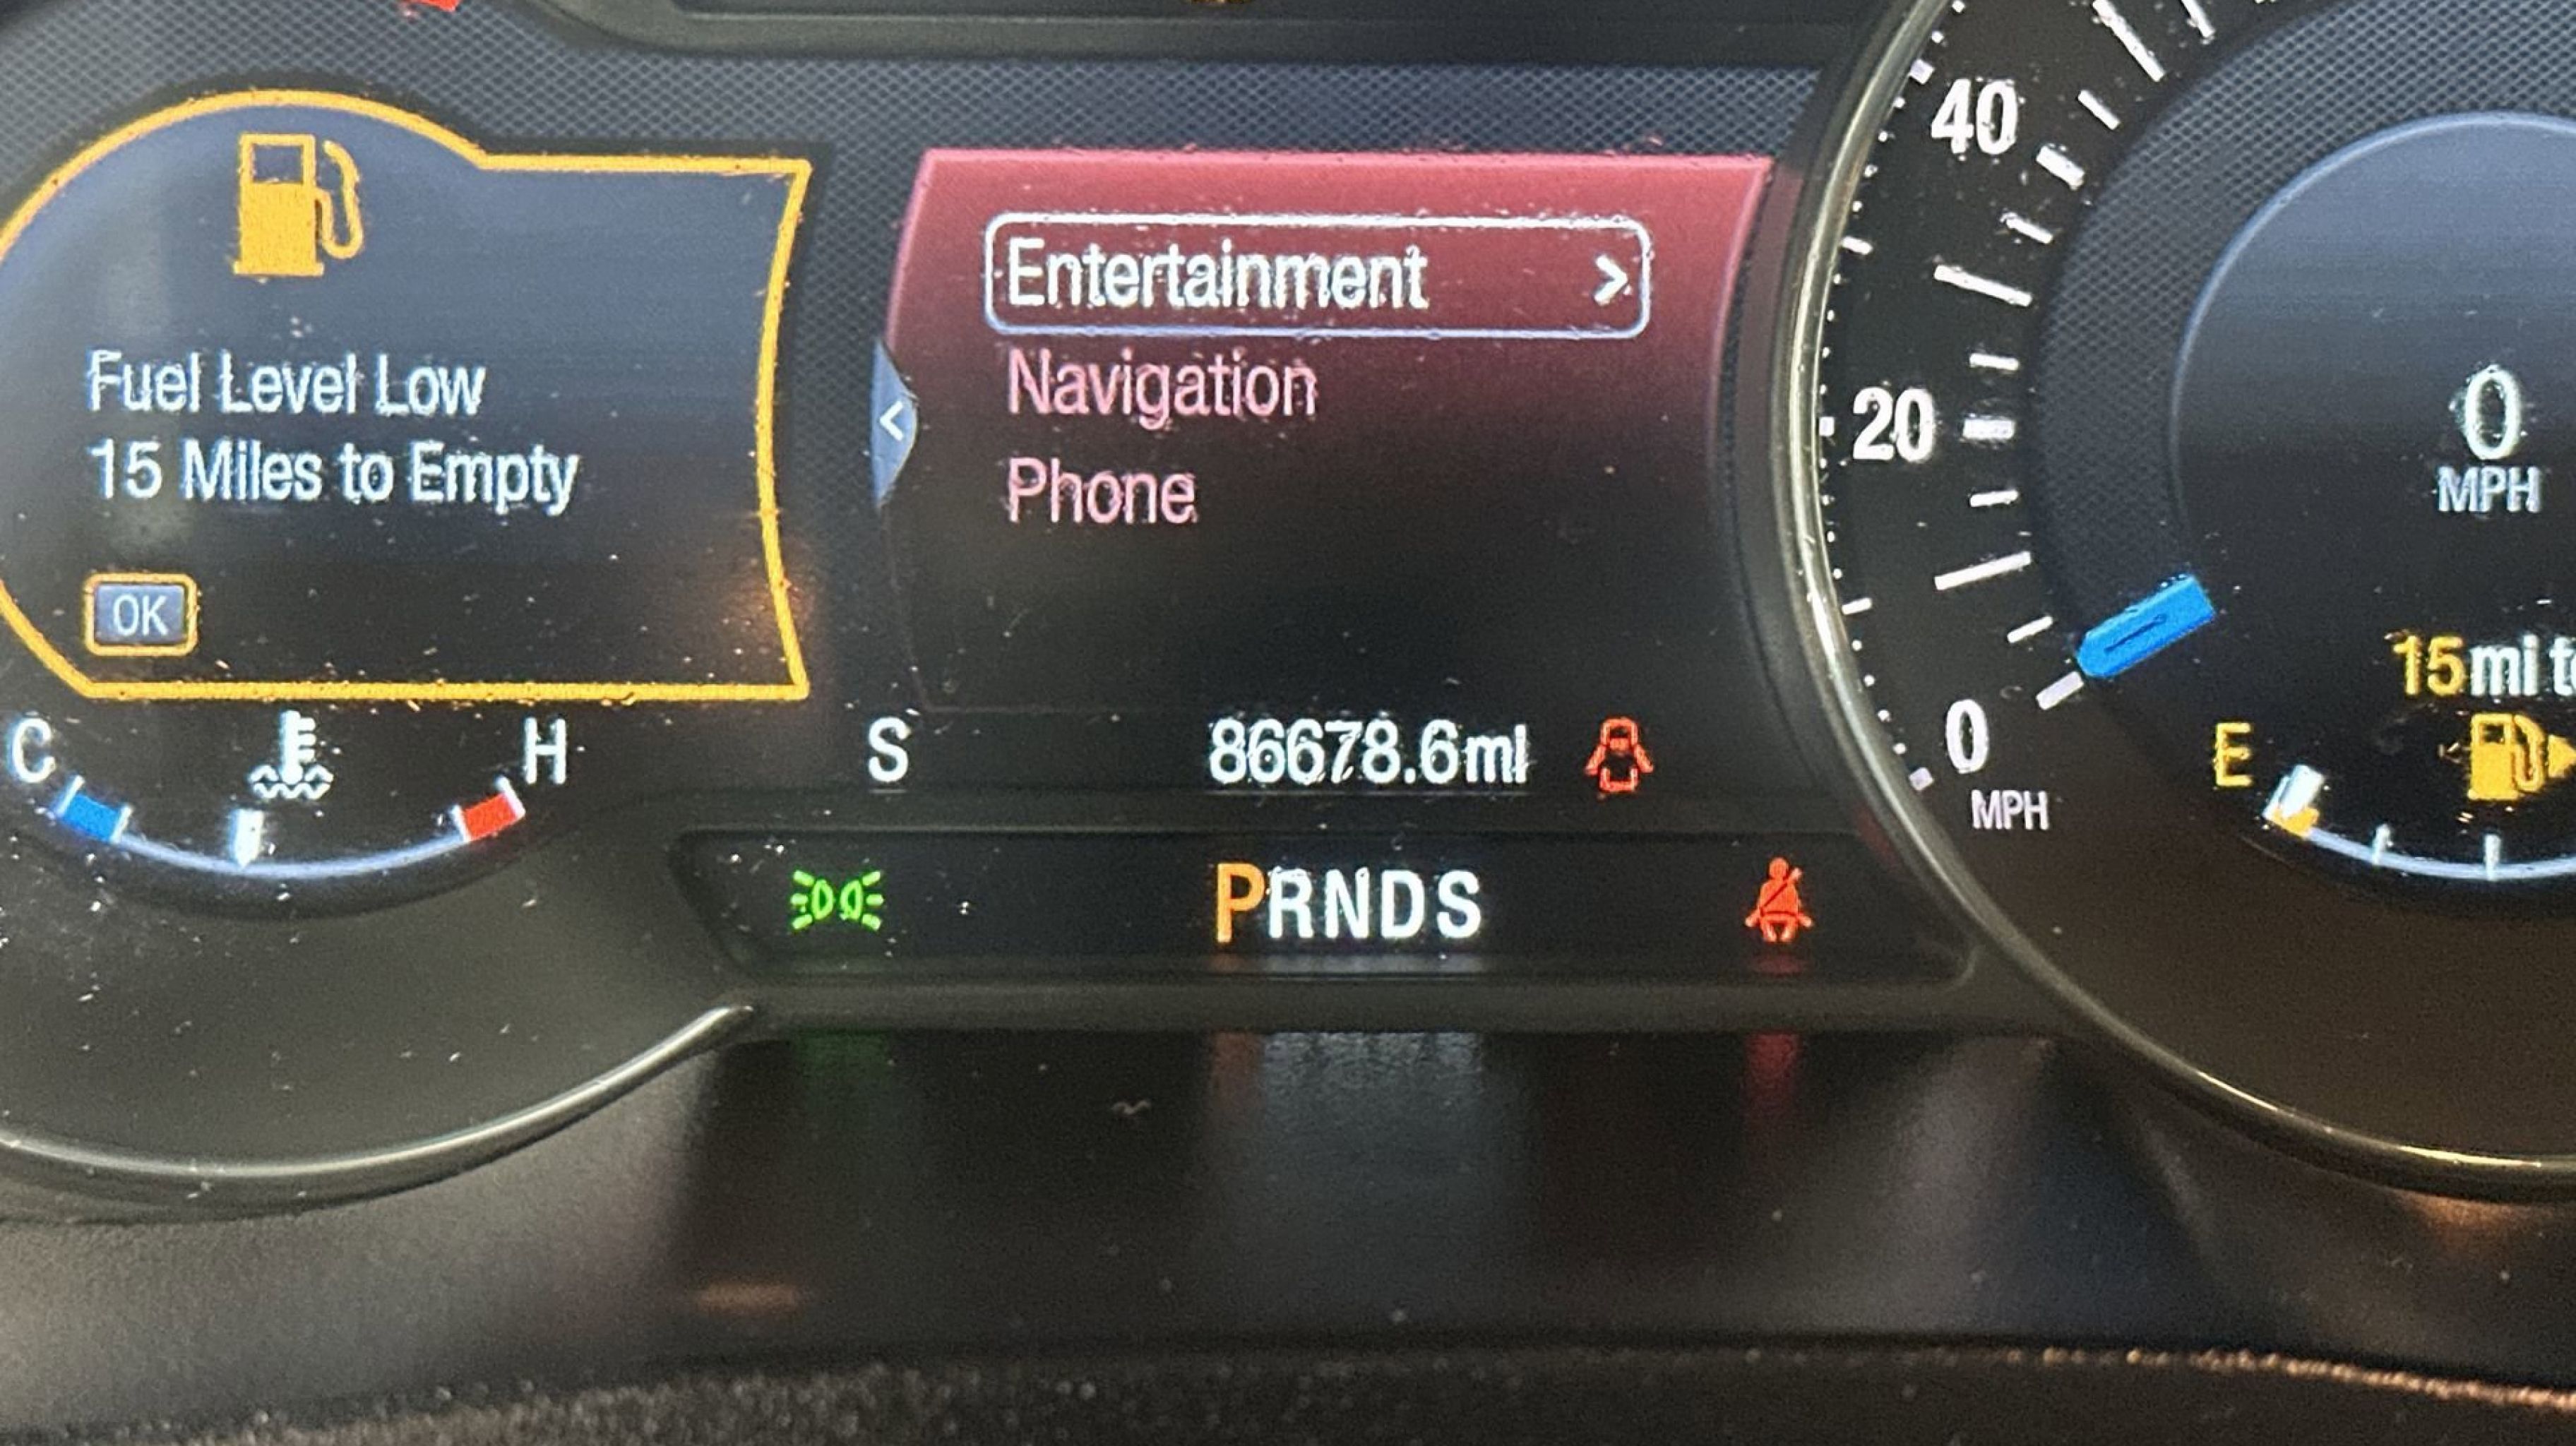 Fuel Level Low
15 Miles to Empty
OK
C
H
Entertainment >
Navigation
Phone
<
S
86678.6mi
PRNDS
40
20
0
MPH
0
MPH
15mi t
E